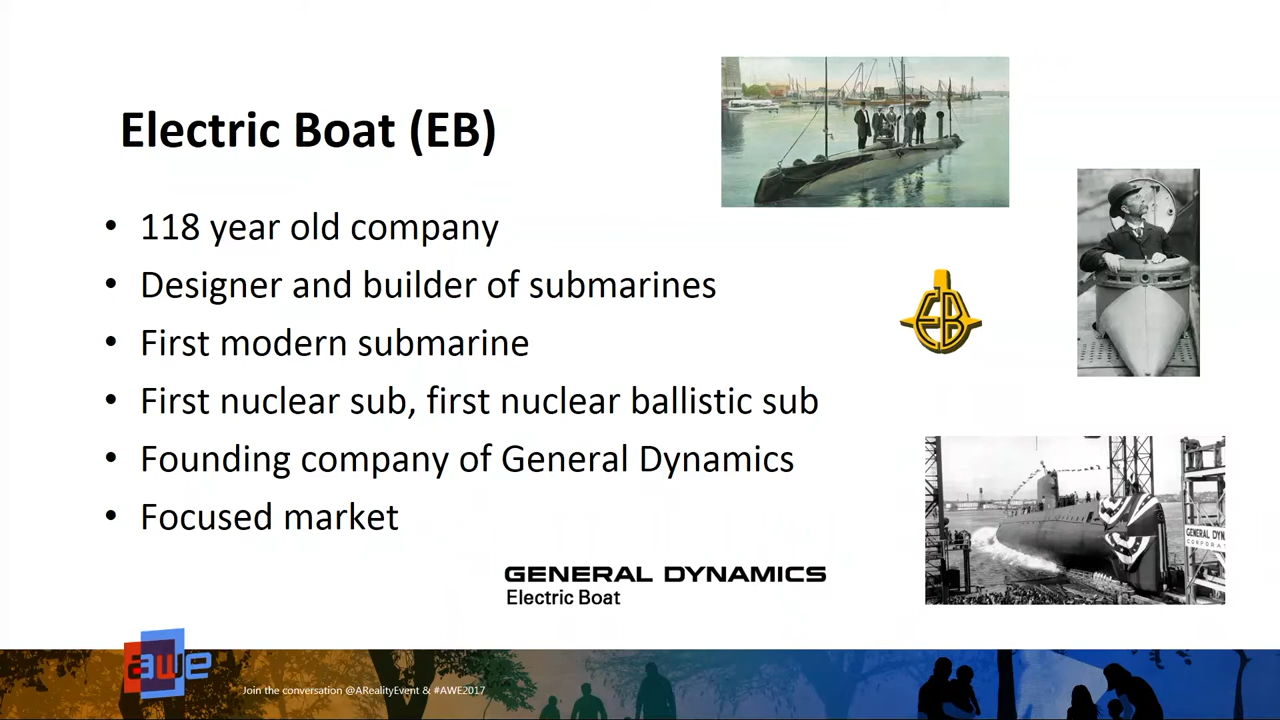 Electric Boat (EB)
• 118 year old company
• Designer and builder of submarines
• First modern submarine
• First nuclear sub, first nuclear ballistic sub
• Founding company of General Dynamics
• Focused market
EB
GENERAL DYN
CORPORA
GENERAL DYNAMICS
Electric Boat
awe
Join the conversation @ARealityEvent & #AWE2017